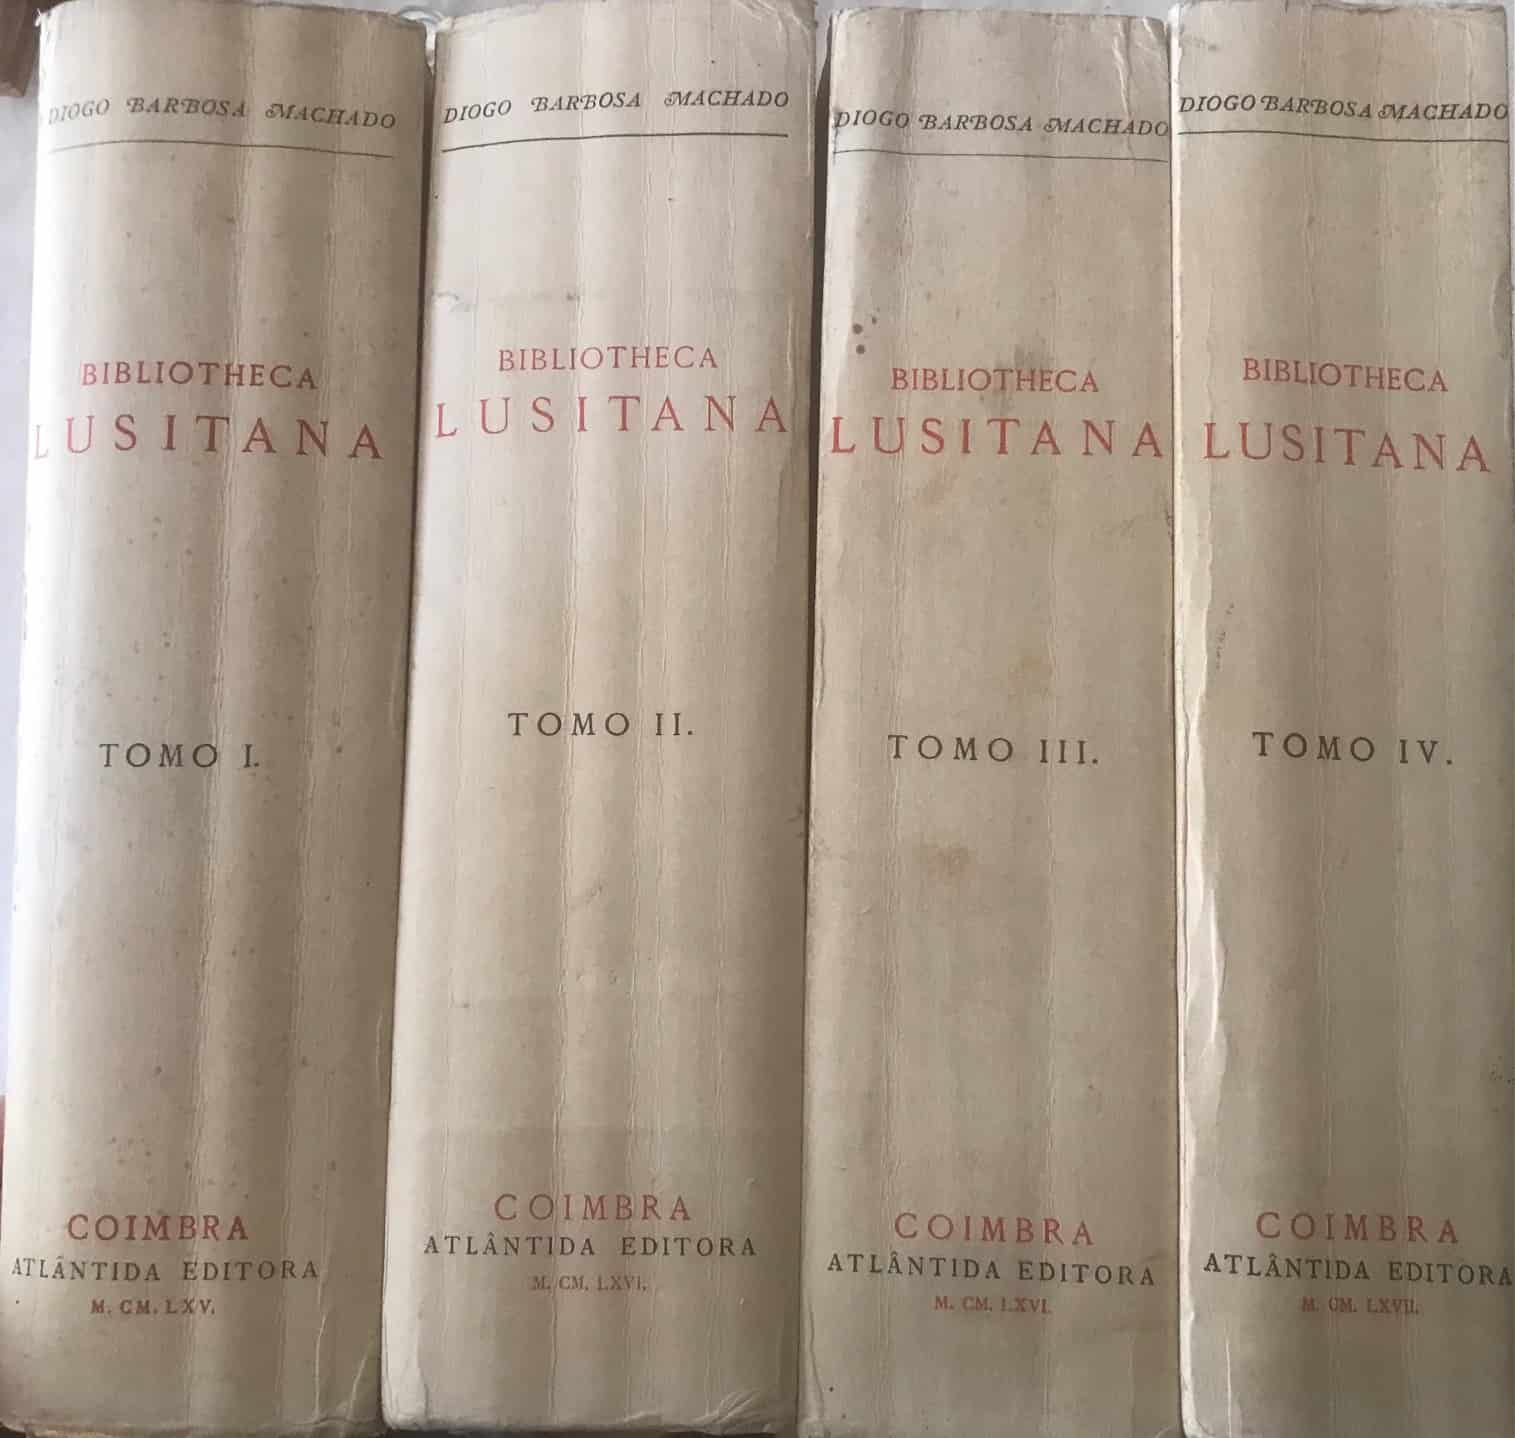 DIOGO BARBOSA MACHADO
BIBLIOTHECA
LUSITANA
TOMO I.
COIMBRA
ATLÂNTIDA EDITORA
M. CM. LXV.
DIOGO BARBOSA MACHADO
BIBLIOTHECA
LUSITANA
TOMO II.
COIMBRA
ATLÂNTIDA EDITORA
M. CM. LXVI.
DIOGO BARBOSA MACHADO
BIBLIOTHECA
LUSITANA
TOMO III.
COIMBRA
ATLÂNTIDA EDITORA
M. CM. LXVI.
DIOGO BARBOSA MACHADO
BIBLIOTHECA
LUSITANA
TOMO IV.
COIMBRA
ATLÂNTIDA EDITORA
M. CM. LXVII.